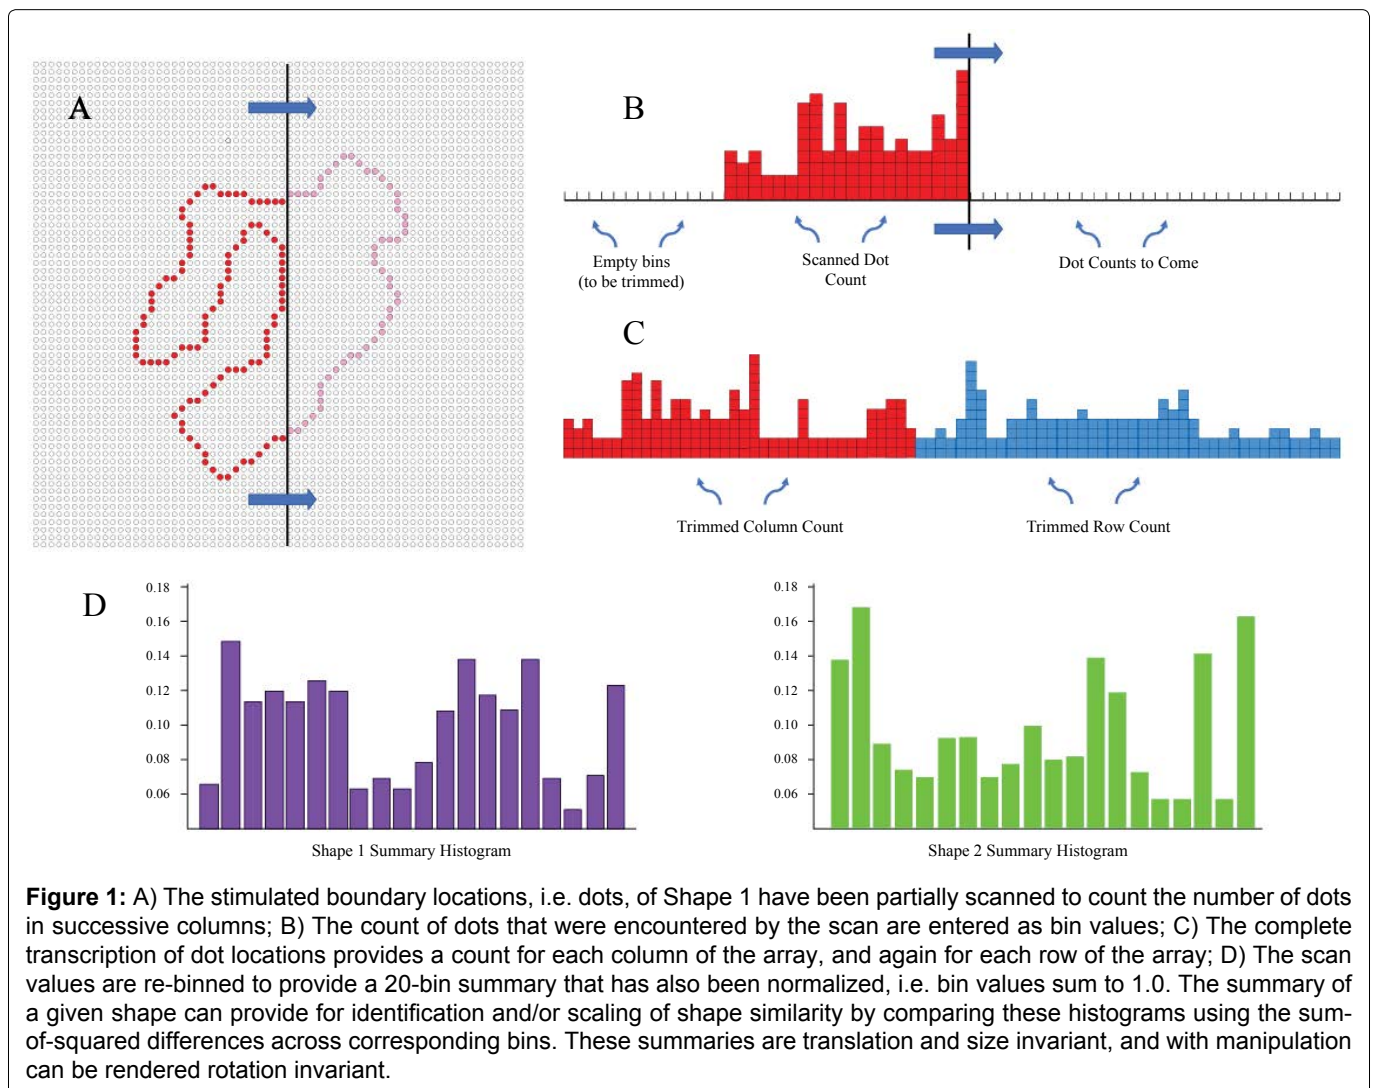 A
B
Empty bins
(to be trimmed)
Scanned Dot
Count
Dot Counts to Come
C
Trimmed Column Count
Trimmed Row Count
D
0.18
0.16
0.14
0.12
0.10
0.08
0.06
Shape 1 Summary Histogram
0.18
0.16
0.14
0.12
0.10
0.08
0.06
Shape 2 Summary Histogram
Figure 1: A) The stimulated boundary locations, i.e. dots, of Shape 1 have been partially scanned to count the number of dots
in successive columns; B) The count of dots that were encountered by the scan are entered as bin values; C) The complete
transcription of dot locations provides a count for each column of the array, and again for each row of the array; D) The scan
values are re-binned to provide a 20-bin summary that has also been normalized, i.e. bin values sum to 1.0. The summary of
a given shape can provide for identification and/or scaling of shape similarity by comparing these histograms using the sum-
of-squared differences across corresponding bins. These summaries are translation and size invariant, and with manipulation
can be rendered rotation invariant.